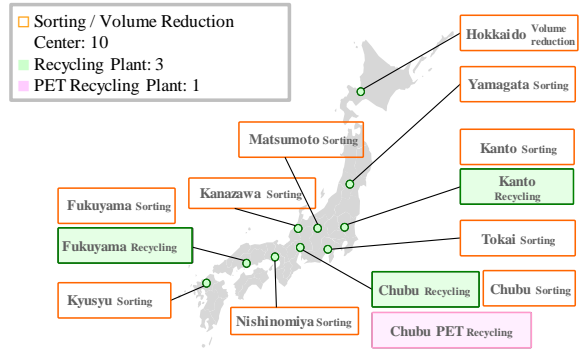 Sorting / Volume Reduction
Center: 10
Recycling Plant: 3
PET Recycling Plant: 1
Hokkaido Volume
reduction
Yamagata Sorting
Matsumoto Sorting
Kanto Sorting
Kanazawa Sorting
Kanto
Recycling
Fukuyama Sorting
Fukuyama Recycling
Tokai Sorting
Kyusyu Sorting
Chubu Recycling
Chubu Sorting
Nishinomiya Sorting
Chubu PET Recycling